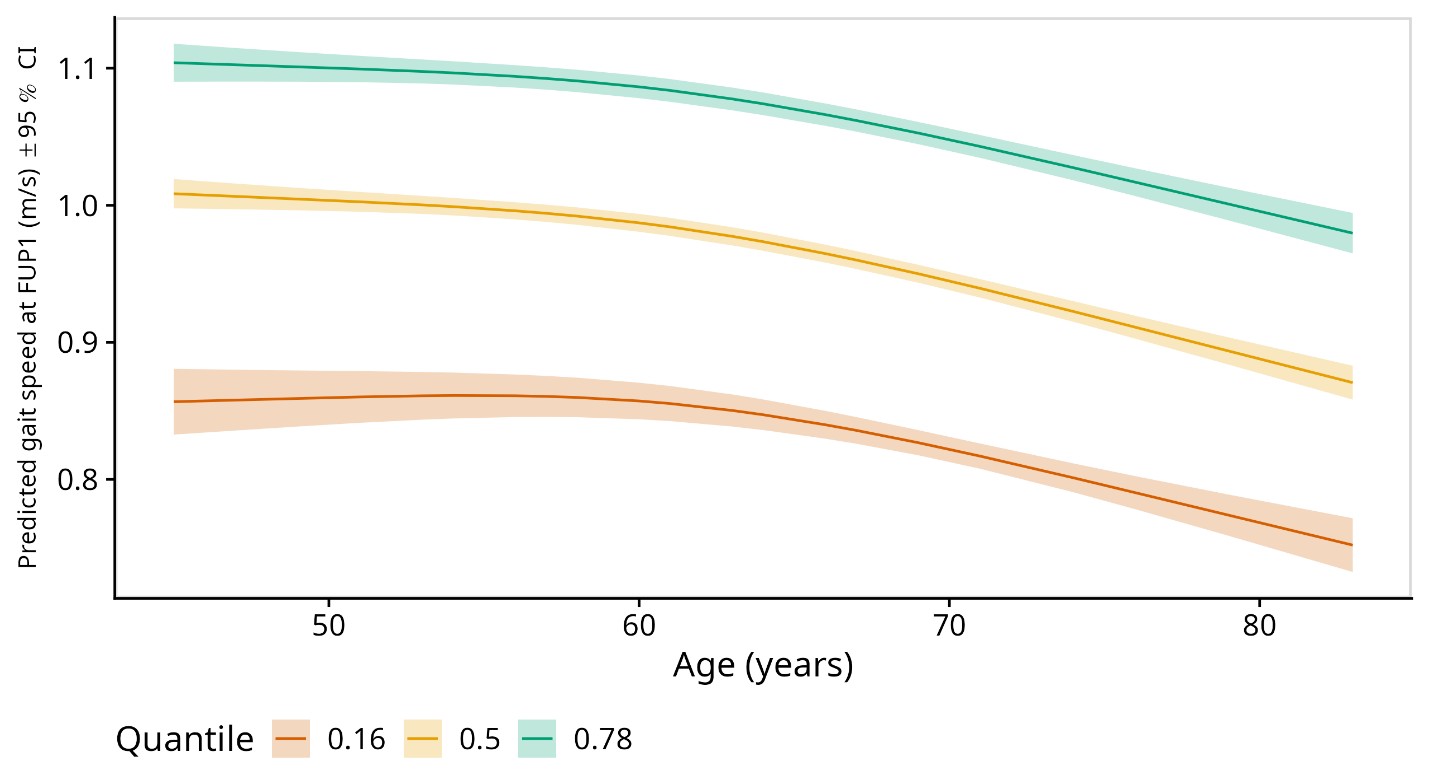 Predicted gait speed at FUP1 (m/s) ±95 % CI
1.1
1.0
0.9
0.8
50 60 70 80
Age (years)
Quantile 0.16 0.5 0.78